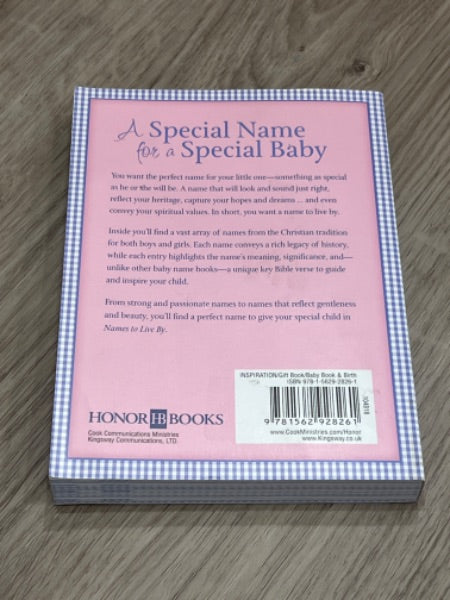 A Special Name
for a Special Baby
You want the perfect name for your little one—something as special
as he or she will be. A name that will look and sound just right,
reflect your heritage, capture your hopes and dreams ... and even
convey your spiritual values. In short, you want a name to live by.
Inside you'll find a vast array of names from the Christian tradition
for both boys and girls. Each name conveys a rich legacy of history,
while each entry highlights the name's meaning, significance, and—
unlike other baby name books—a unique key Bible verse to guide
and inspire your child.
From strong and passionate names to names that reflect gentleness
and beauty, you'll find a perfect name to give your special child in
Names to Live By.
INSPIRATION/Gift Book/Baby Book & Birth
ISBN 978-1-5629-2826-1
104018
9 781562 928261
www.CookMinistries.com/Honor
www.Kingsway.co.uk
HONOR HB BOOKS
Cook Communications Ministries
Kingsway Communications, LTD.